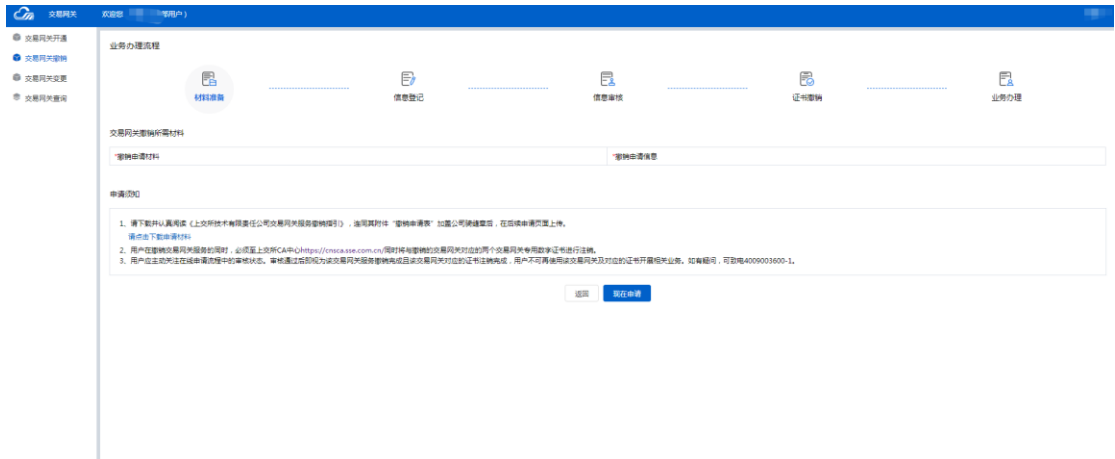 交易网关 欢迎您 等用户）
交易网关开通
交易网关撤销
交易网关变更
交易网关查询
业务办理流程
材料准备 信息登记 信息审核 证书撤销 业务办理
交易网关撤销所需材料
*撤销申请材料 *撤销申请信息
申请须知
1、请下载并认真阅读《上交所技术有限责任公司交易网关服务撤销指引》，连同其附件“撤销申请表”加盖公司骑缝章后，在后续申请页面上传。
请点击下载申请材料
2、用户在撤销交易网关服务的同时，必须至上交所CA中心https://cnsca.sse.com.cn/同时将与撤销的交易网关对应的两个交易网关专用数字证书进行注销。
3、用户应主动关注在线申请流程中的审核状态。审核通过后即视为该交易网关服务撤销完成且该交易网关对应的证书注销完成，用户不可再使用该交易网关及对应的证书开展相关业务。如有疑问，可致电4009003600-1。
返回 现在申请